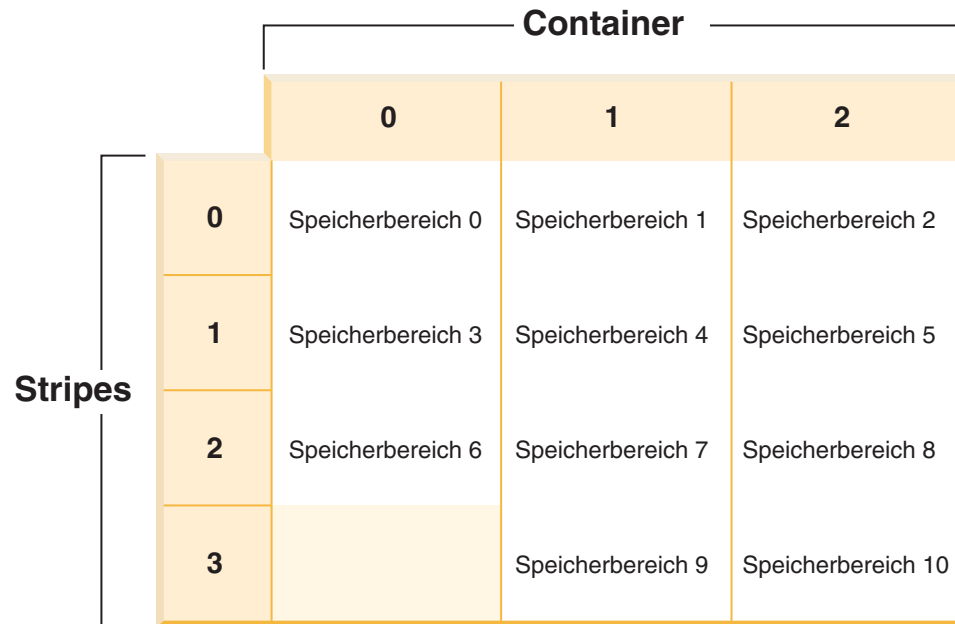 Container
0 1 2
0 Speicherbereich 0 Speicherbereich 1 Speicherbereich 2
1 Speicherbereich 3 Speicherbereich 4 Speicherbereich 5
Stripes
2 Speicherbereich 6 Speicherbereich 7 Speicherbereich 8
3 Speicherbereich 9 Speicherbereich 10